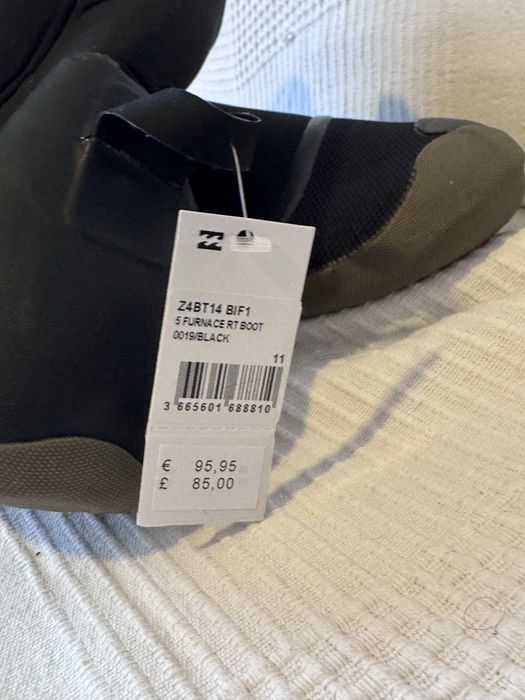 Z4BT14 BIF1
5 FURNACE RT BOOT
0019/BLACK
11
3 665601 688810
€ 95,95
£ 85,00